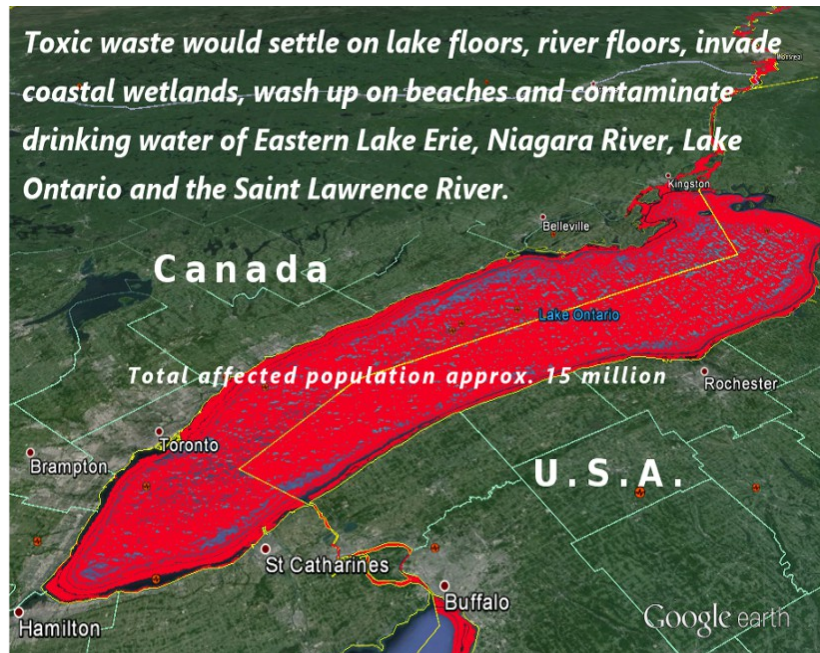 Toxic waste would settle on lake floors, river floors, invade
coastal wetlands, wash up on beaches and contaminate
drinking water of Eastern Lake Erie, Niagara River, Lake
Ontario and the Saint Lawrence River.
Montreal
Kingston
Belleville
Canada
Lake Ontario
Total affected population approx. 15 million
Rochester
Toronto
Brampton
U.S.A.
St Catharines
Buffalo
Google earth
Hamilton